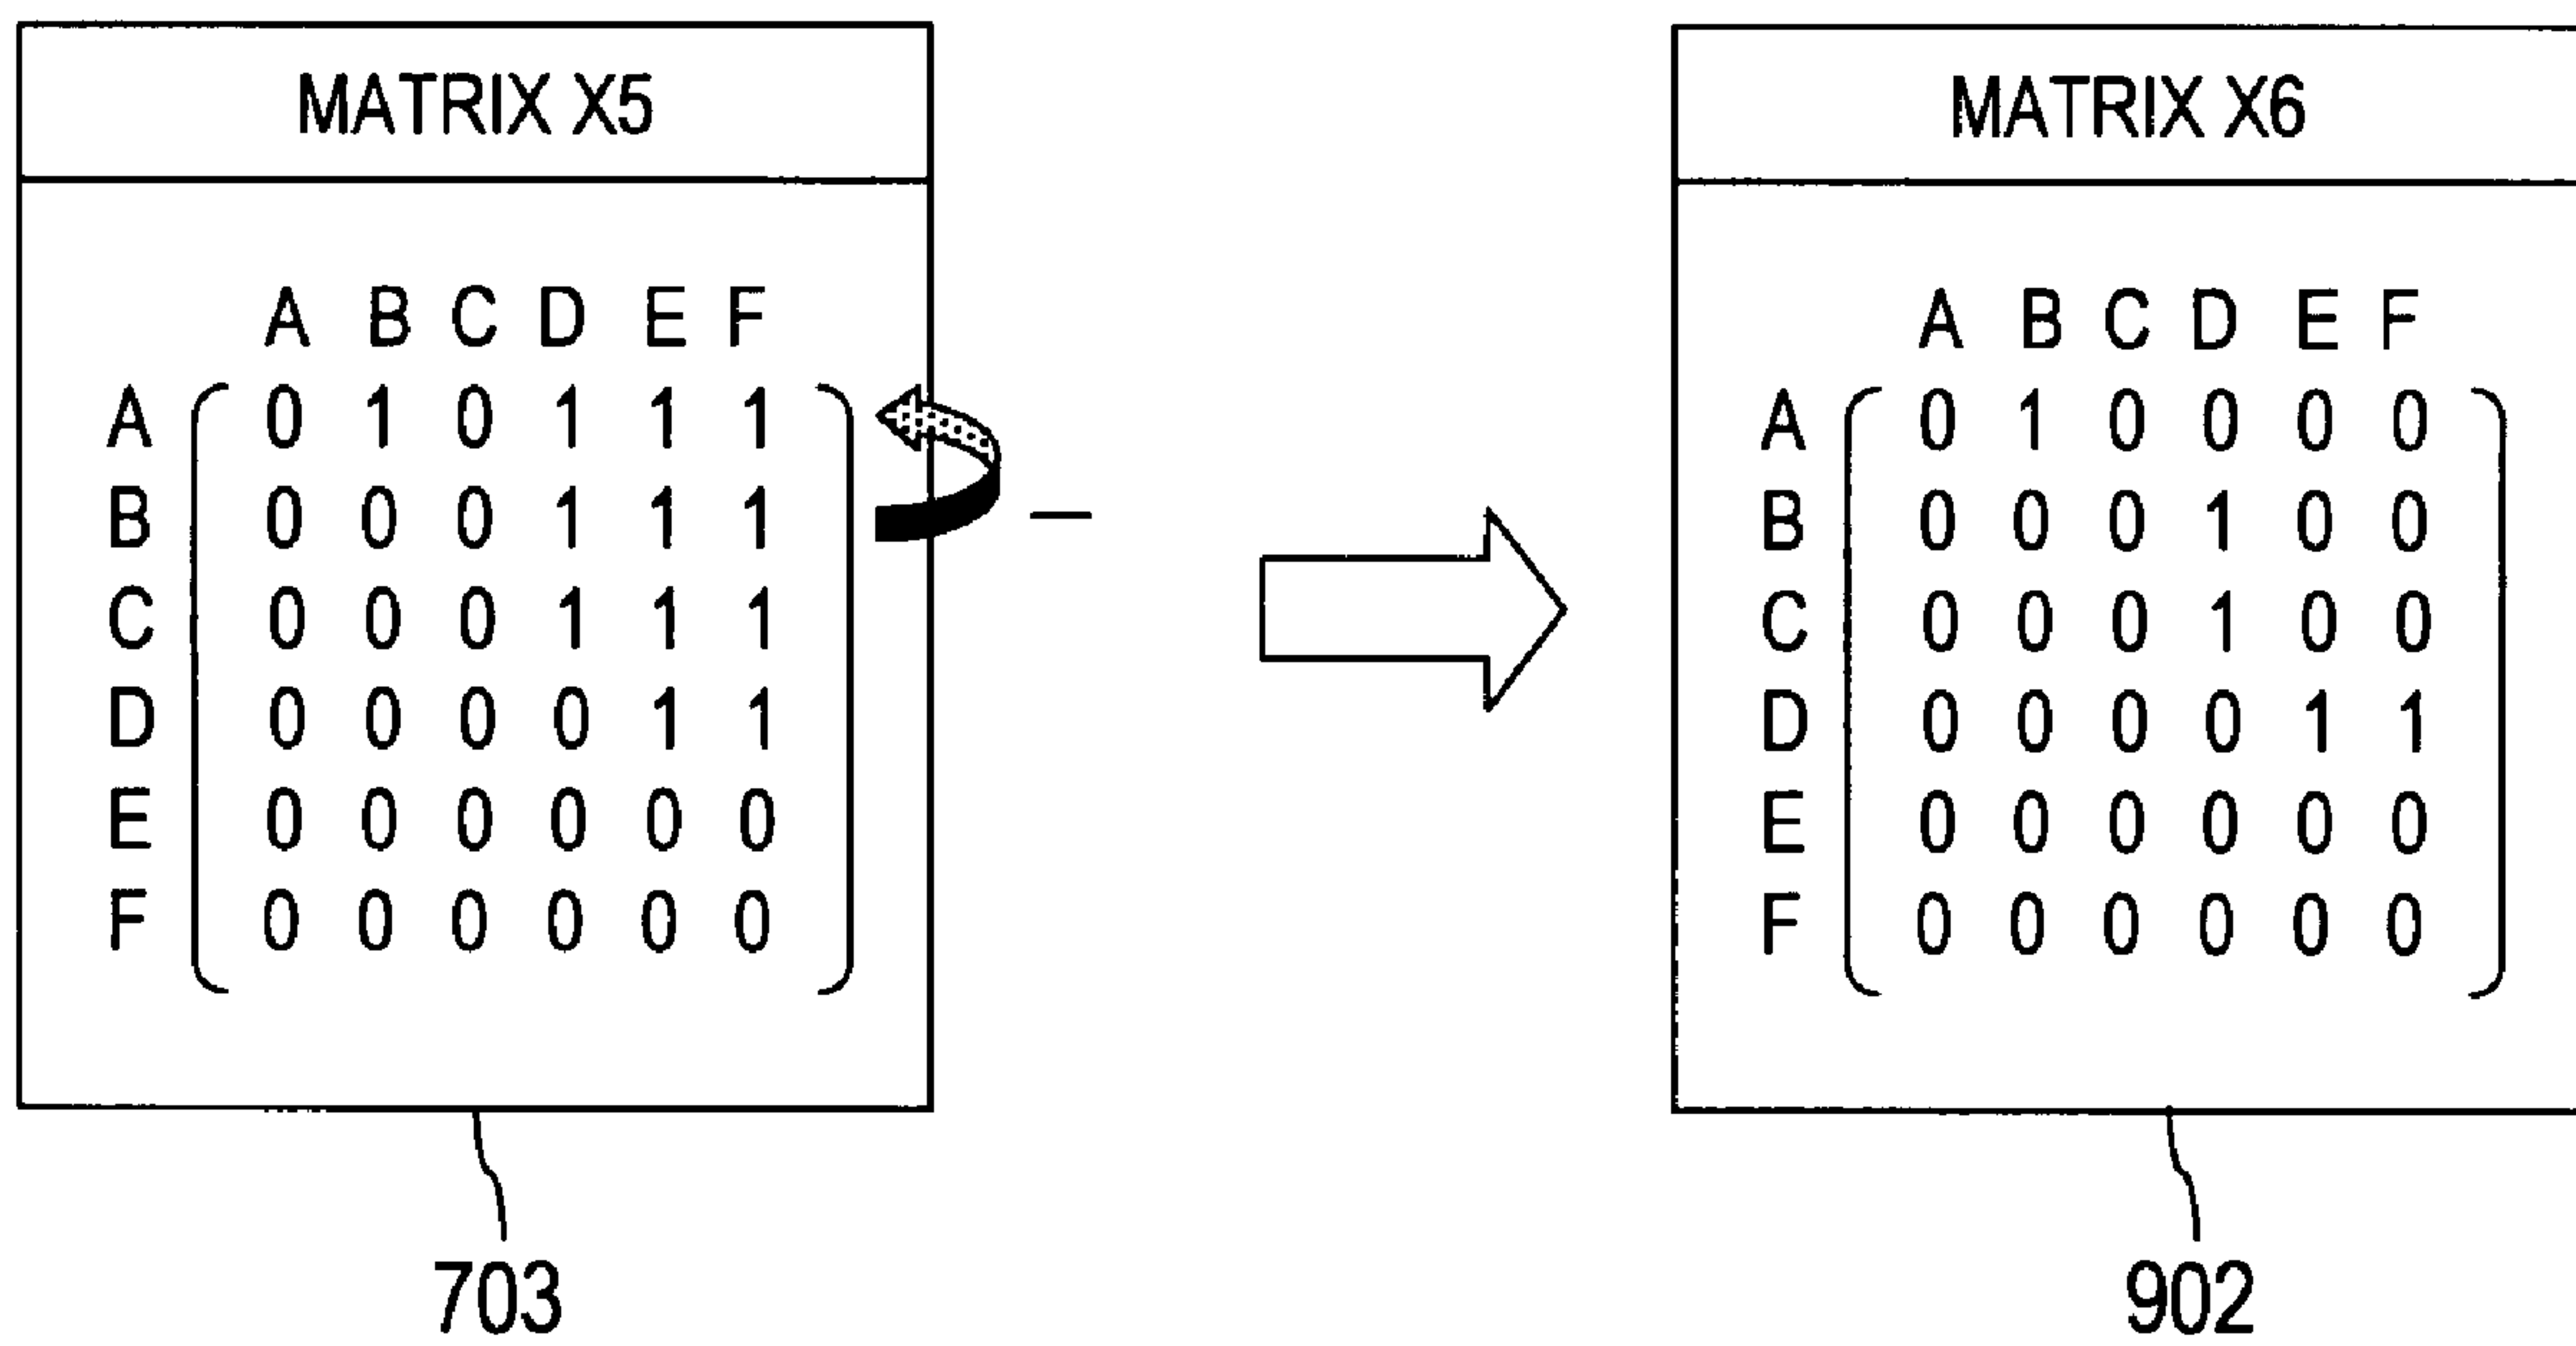 MATRIX X5
A B C D E F
A 0 1 0 1 1 1
B 0 0 0 1 1 1
C 0 0 0 1 1 1
D 0 0 0 0 1 1
E 0 0 0 0 0 0
F 0 0 0 0 0 0
—
703
MATRIX X6
A B C D E F
A 0 1 0 0 0 0
B 0 0 0 1 0 0
C 0 0 0 1 0 0
D 0 0 0 0 1 1
E 0 0 0 0 0 0
F 0 0 0 0 0 0
902